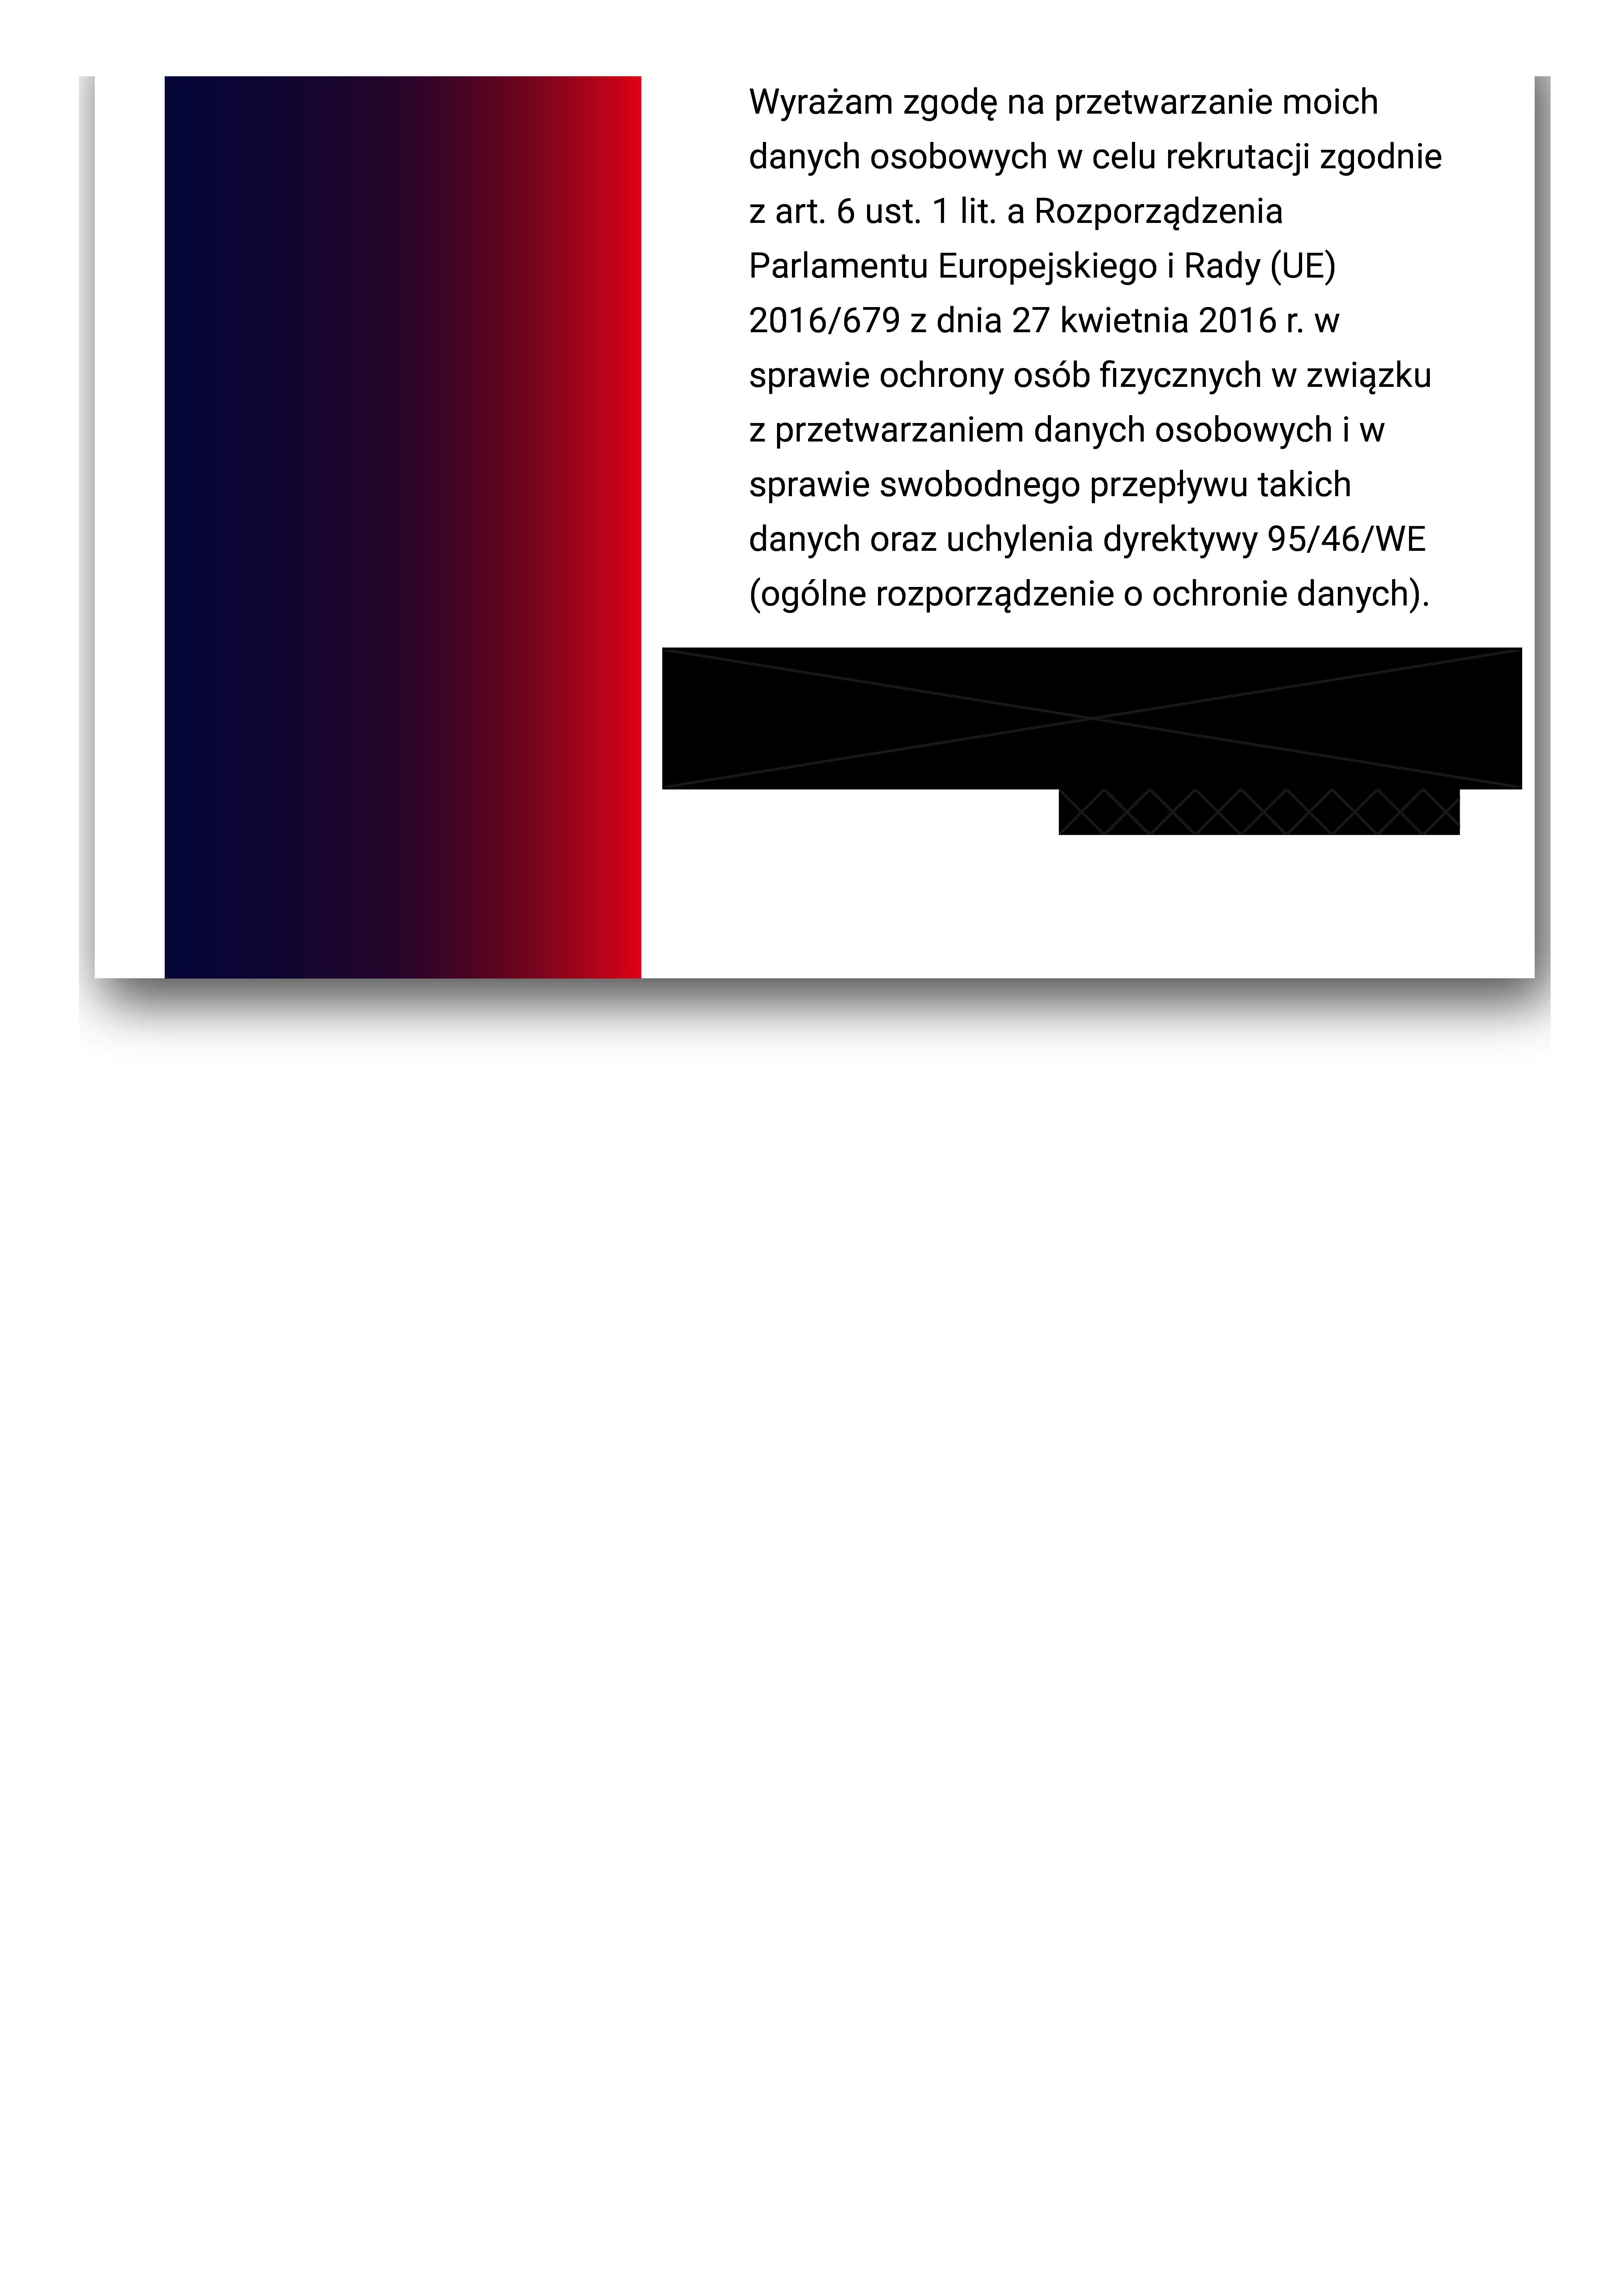 Wyrażam zgodę na przetwarzanie moich
danych osobowych w celu rekrutacji zgodnie
z art. 6 ust. 1 lit. a Rozporządzenia
Parlamentu Europejskiego i Rady (UE)
2016/679 z dnia 27 kwietnia 2016 r. w
sprawie ochrony osób fizycznych w związku
z przetwarzaniem danych osobowych i w
sprawie swobodnego przepływu takich
danych oraz uchylenia dyrektywy 95/46/WE
(ogólne rozporządzenie o ochronie danych).